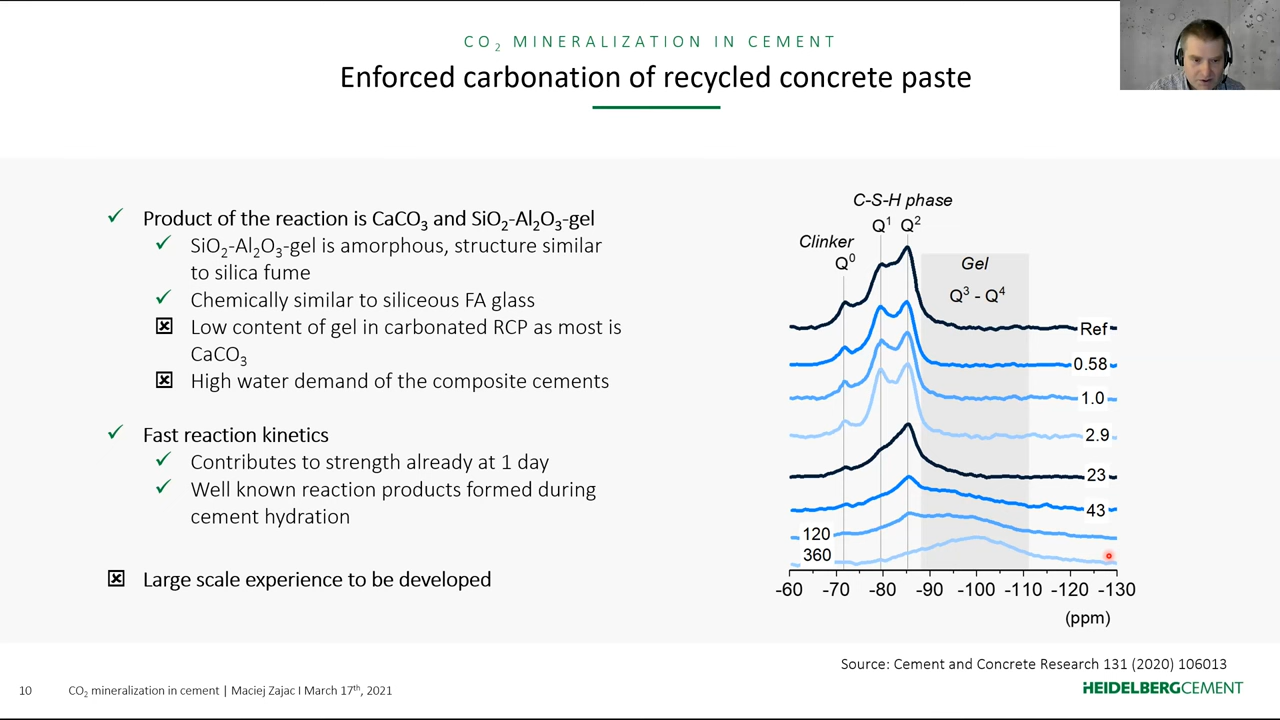 CO₂ MINERALIZATION IN CEMENT
Enforced carbonation of recycled concrete paste
Product of the reaction is CaCO₃ and SiO₂-Al₂O₃-gel
SiO₂-Al₂O₃-gel is amorphous, structure similar
to silica fume
Chemically similar to siliceous FA glass
Low content of gel in carbonated RCP as most is
CaCO₃
High water demand of the composite cements
Fast reaction kinetics
Contributes to strength already at 1 day
Well known reaction products formed during
cement hydration
Large scale experience to be developed
C-S-H phase
Q¹ Q²
Clinker
Q⁰
Gel
Q³ - Q⁴
Ref
0.58
1.0
2.9
23
43
120
360
-60 -70 -80 -90 -100 -110 -120 -130
(ppm)
Source: Cement and Concrete Research 131 (2020) 106013
10 CO₂ mineralization in cement | Maciej Zajac I March 17ᵗʰ, 2021
HEIDELBERGCEMENT